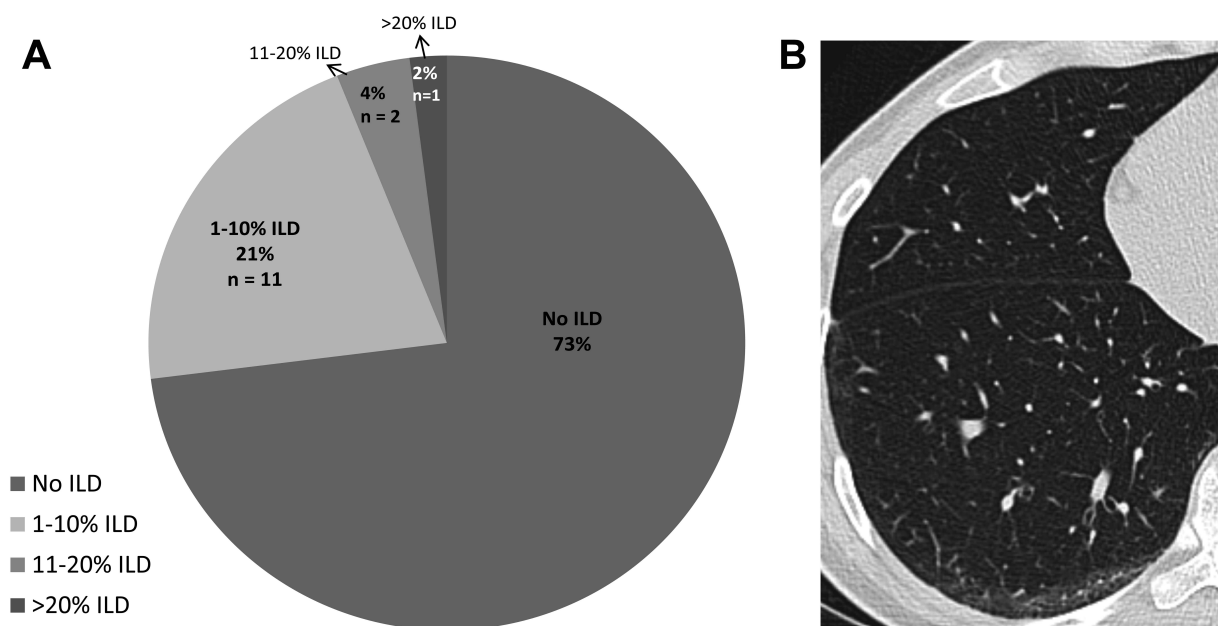 A
>20% ILD
11-20% ILD
2%
n=1
4%
n = 2
1-10% ILD
21%
n = 11
No ILD
73%
No ILD
1-10% ILD
11-20% ILD
>20% ILD
B